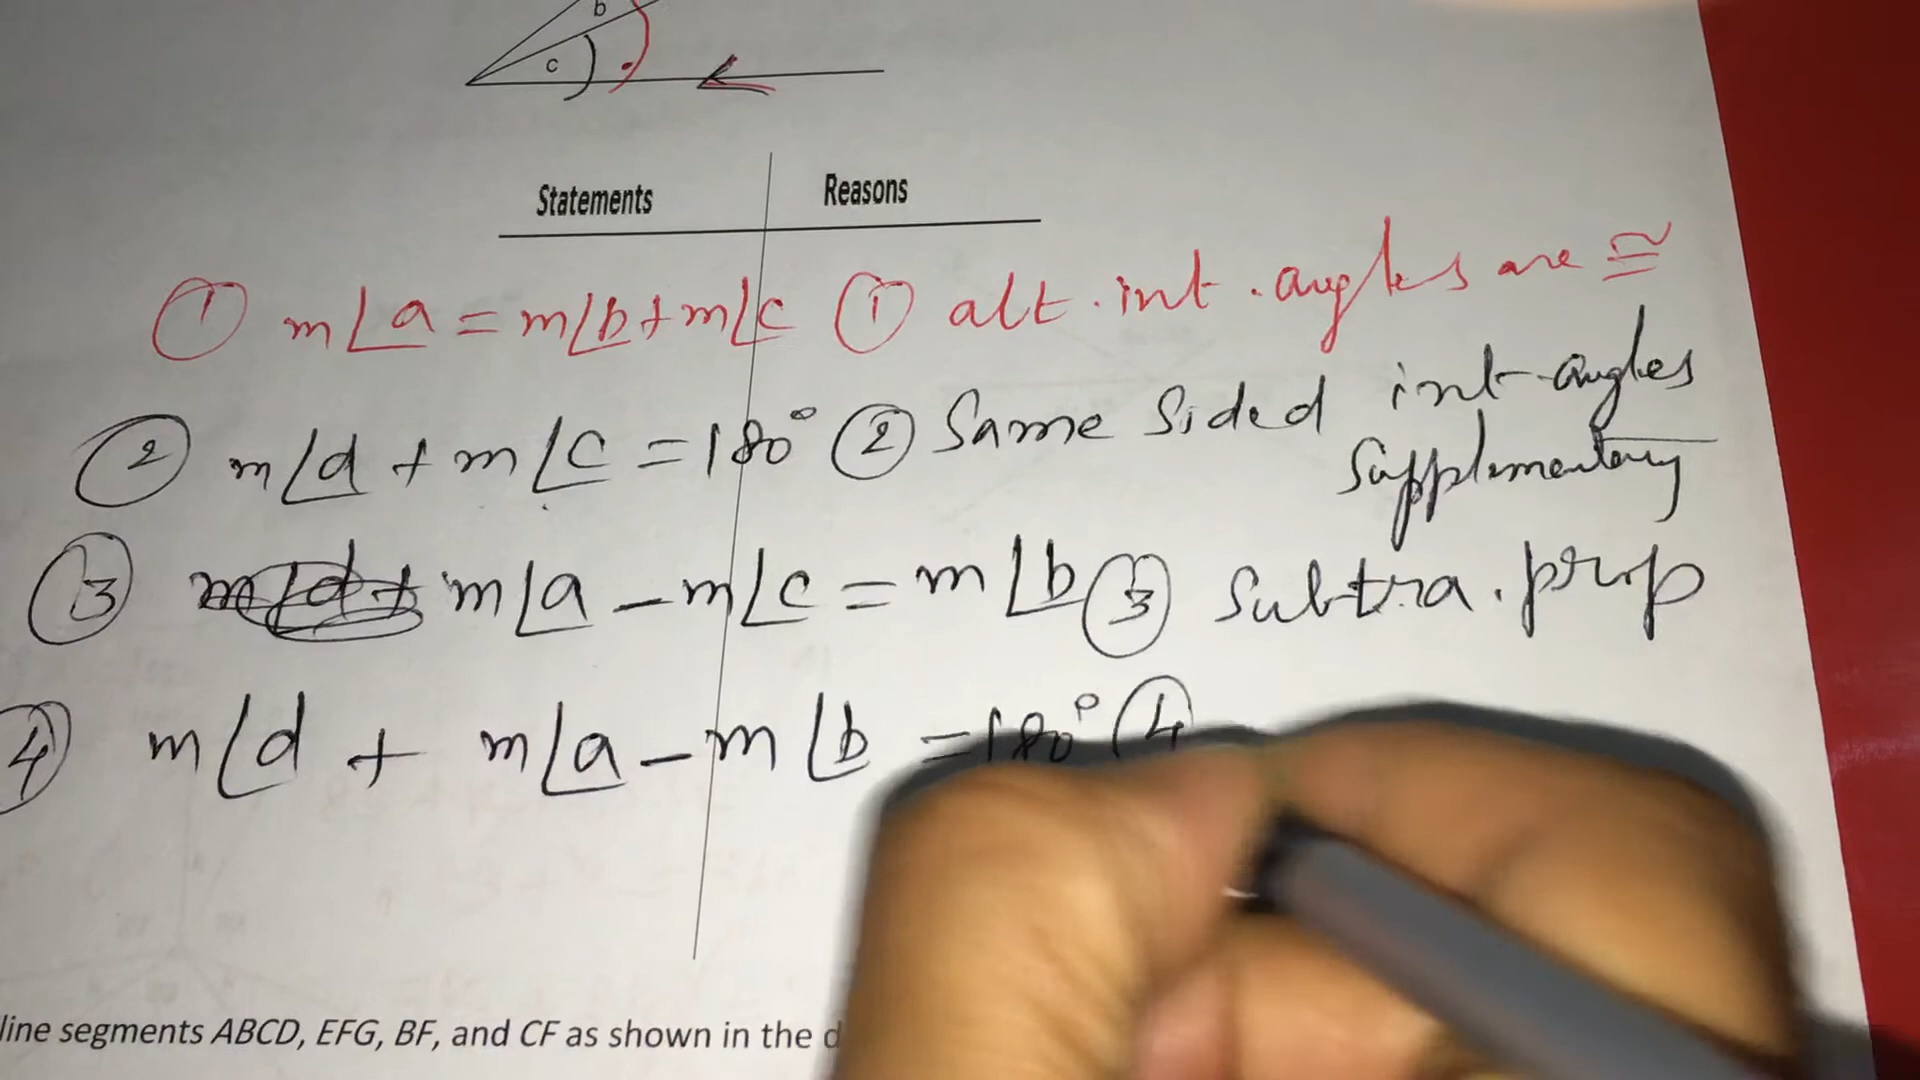 b
c
Statements Reasons
① m∠a = m∠b + m∠c ① alt. int. angles are ≅
② m∠d + m∠c = 180° ② Same Sided int. angles
Supplementary
③ m∠a − m∠c = m∠b ③ Subtra. prop
④ m∠d + m∠a − m∠b = 180° ④
line segments ABCD, EFG, BF, and CF as shown in the d